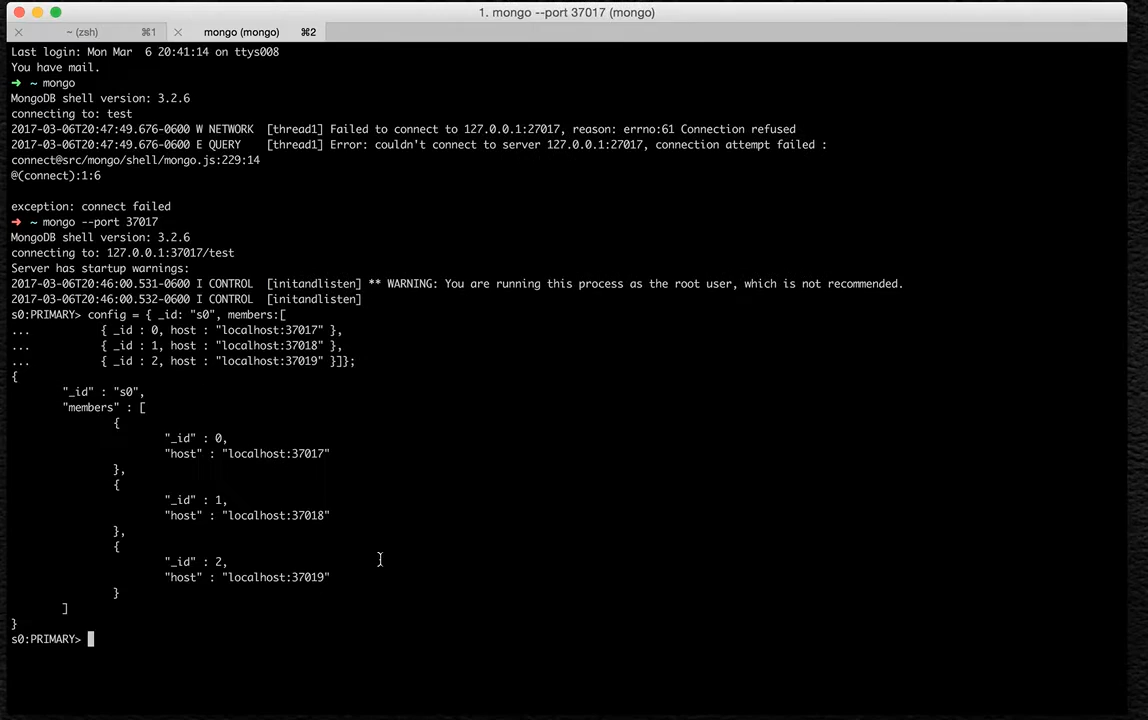 1. mongo --port 37017 (mongo)
~ (zsh) ⌘1 mongo (mongo) ⌘2
Last login: Mon Mar  6 20:41:14 on ttys008
You have mail.
➜ ~ mongo
MongoDB shell version: 3.2.6
connecting to: test
2017-03-06T20:47:49.676-0600 W NETWORK  [thread1] Failed to connect to 127.0.0.1:27017, reason: errno:61 Connection refused
2017-03-06T20:47:49.676-0600 E QUERY    [thread1] Error: couldn't connect to server 127.0.0.1:27017, connection attempt failed :
connect@src/mongo/shell/mongo.js:229:14
@(connect):1:6
exception: connect failed
➜ ~ mongo --port 37017
MongoDB shell version: 3.2.6
connecting to: 127.0.0.1:37017/test
Server has startup warnings:
2017-03-06T20:46:00.531-0600 I CONTROL  [initandlisten] ** WARNING: You are running this process as the root user, which is not recommended.
2017-03-06T20:46:00.532-0600 I CONTROL  [initandlisten]
s0:PRIMARY> config = { _id: "s0", members:[
...           { _id : 0, host : "localhost:37017" },
...           { _id : 1, host : "localhost:37018" },
...           { _id : 2, host : "localhost:37019" }]};
{
        "_id" : "s0",
        "members" : [
                {
                        "_id" : 0,
                        "host" : "localhost:37017"
                },
                {
                        "_id" : 1,
                        "host" : "localhost:37018"
                },
                {
                        "_id" : 2,
                        "host" : "localhost:37019"
                }
        ]
}
s0:PRIMARY>